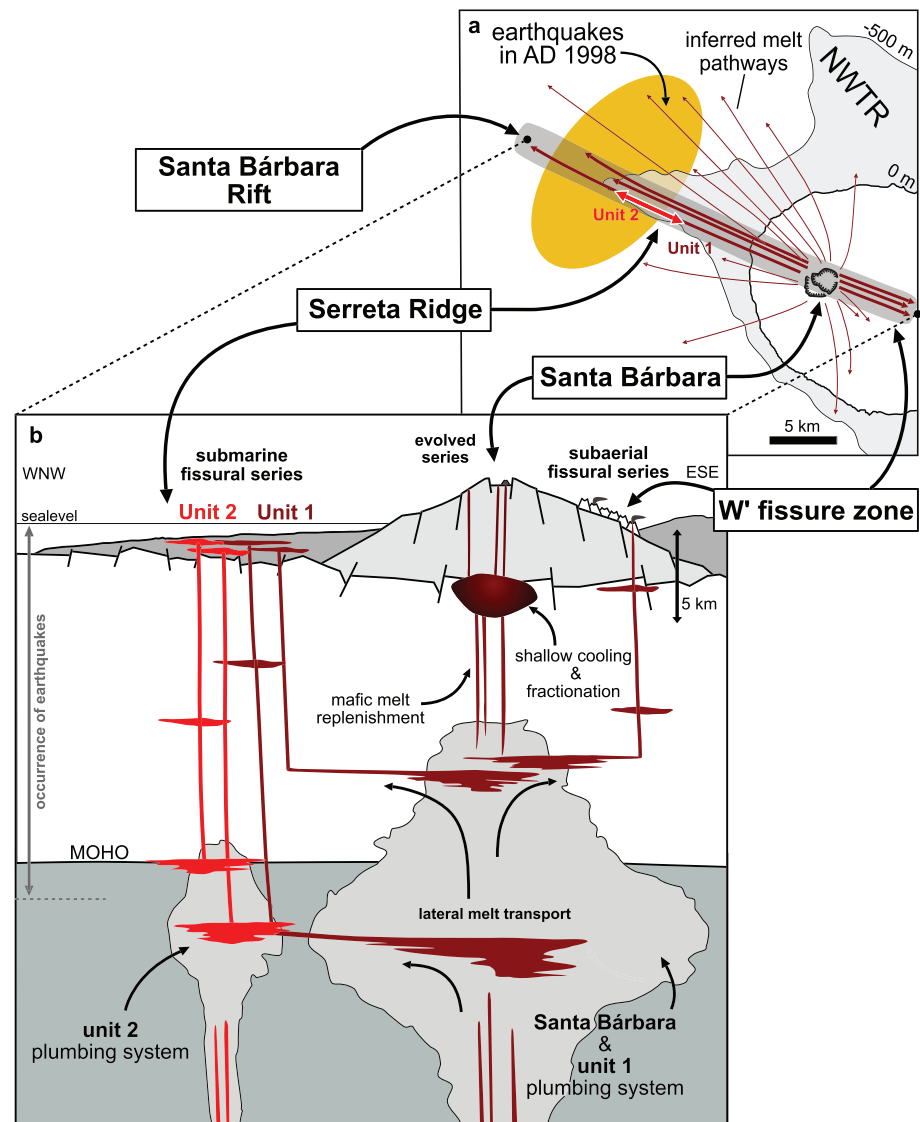 a
earthquakes
in AD 1998
inferred melt
pathways
-500 m
NWTR
0 m
Santa Bárbara
Rift
Unit 2
Unit 1
Serreta Ridge
Santa Bárbara
5 km
W' fissure zone
b
WNW
submarine
fissural series
evolved
series
subaerial
fissural series
ESE
sealevel
Unit 2
Unit 1
5 km
occurrence of earthquakes
mafic melt
replenishment
shallow cooling
&
fractionation
MOHO
lateral melt transport
unit 2
plumbing system
Santa Bárbara
&
unit 1
plumbing system